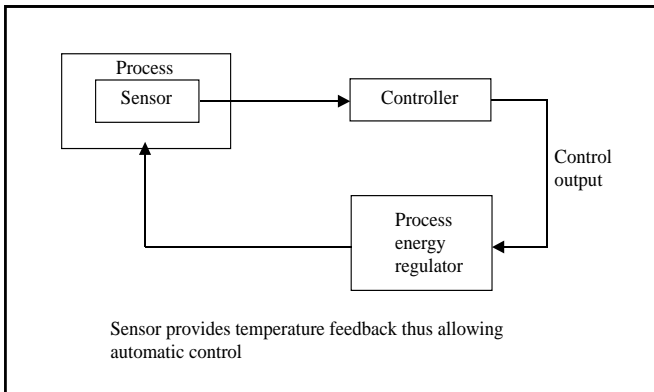 Process
Sensor
Controller
Control
output
Process
energy
regulator
Sensor provides temperature feedback thus allowing
automatic control